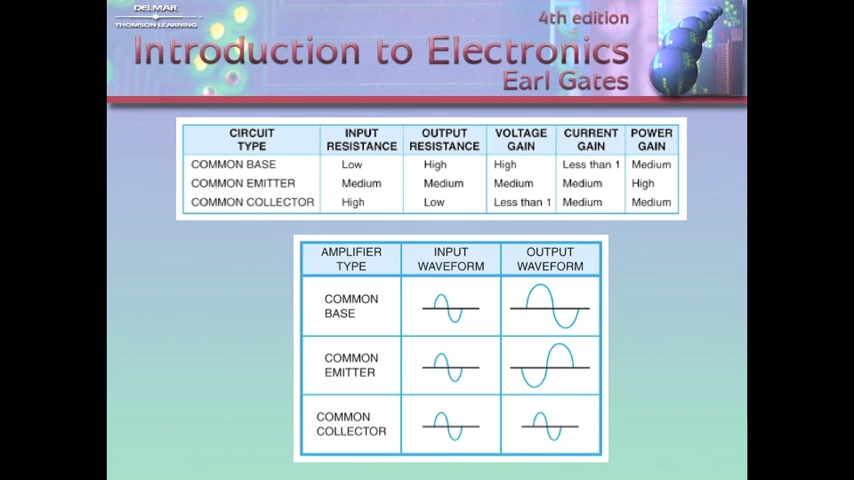 DELMAR
THOMSON LEARNING
4th edition
Introduction to Electronics
Earl Gates
CIRCUIT TYPE INPUT RESISTANCE OUTPUT RESISTANCE VOLTAGE GAIN CURRENT GAIN POWER GAIN
COMMON BASE Low High High Less than 1 Medium
COMMON EMITTER Medium Medium Medium Medium High
COMMON COLLECTOR High Low Less than 1 Medium Medium
AMPLIFIER TYPE INPUT WAVEFORM OUTPUT WAVEFORM
COMMON
BASE
COMMON
EMITTER
COMMON
COLLECTOR